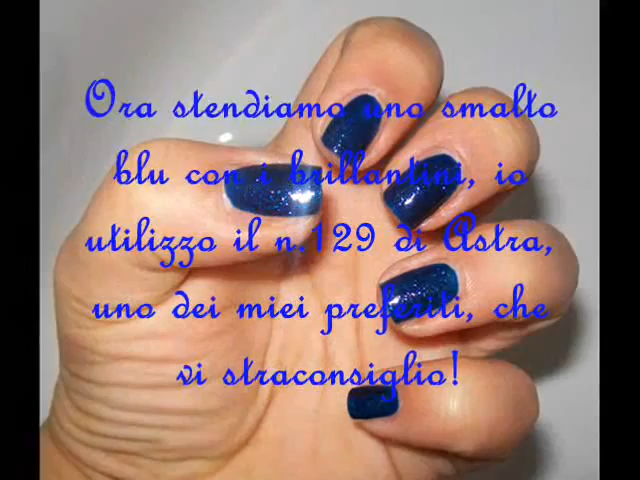 Ora stendiamo uno smalto
blu con i brillantini, io
utilizzo il n.129 di Astra,
uno dei miei preferiti, che
vi straconsiglio!